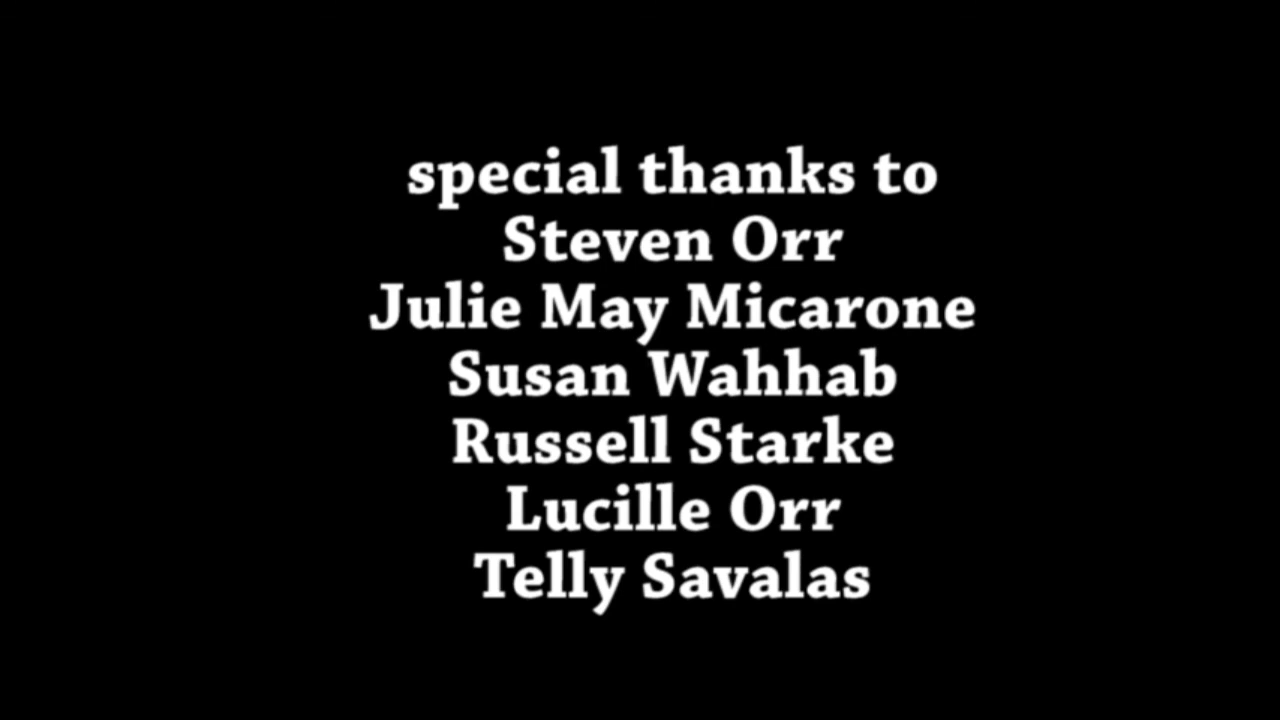 special thanks to
Steven Orr
Julie May Micarone
Susan Wahhab
Russell Starke
Lucille Orr
Telly Savalas